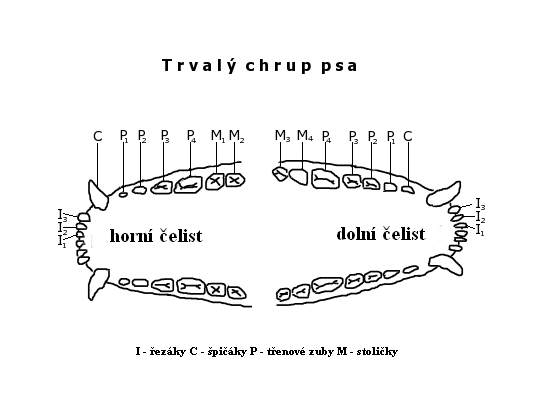 Trvalý chrup psa
C P1 P2 P3 P4 M1 M2 M3 M4 P4 P3 P2 P1 C
I3 I3
I2 I2
I1 I1
horní čelist dolní čelist
I - řezáky C - špičáky P - třenové zuby M - stoličky